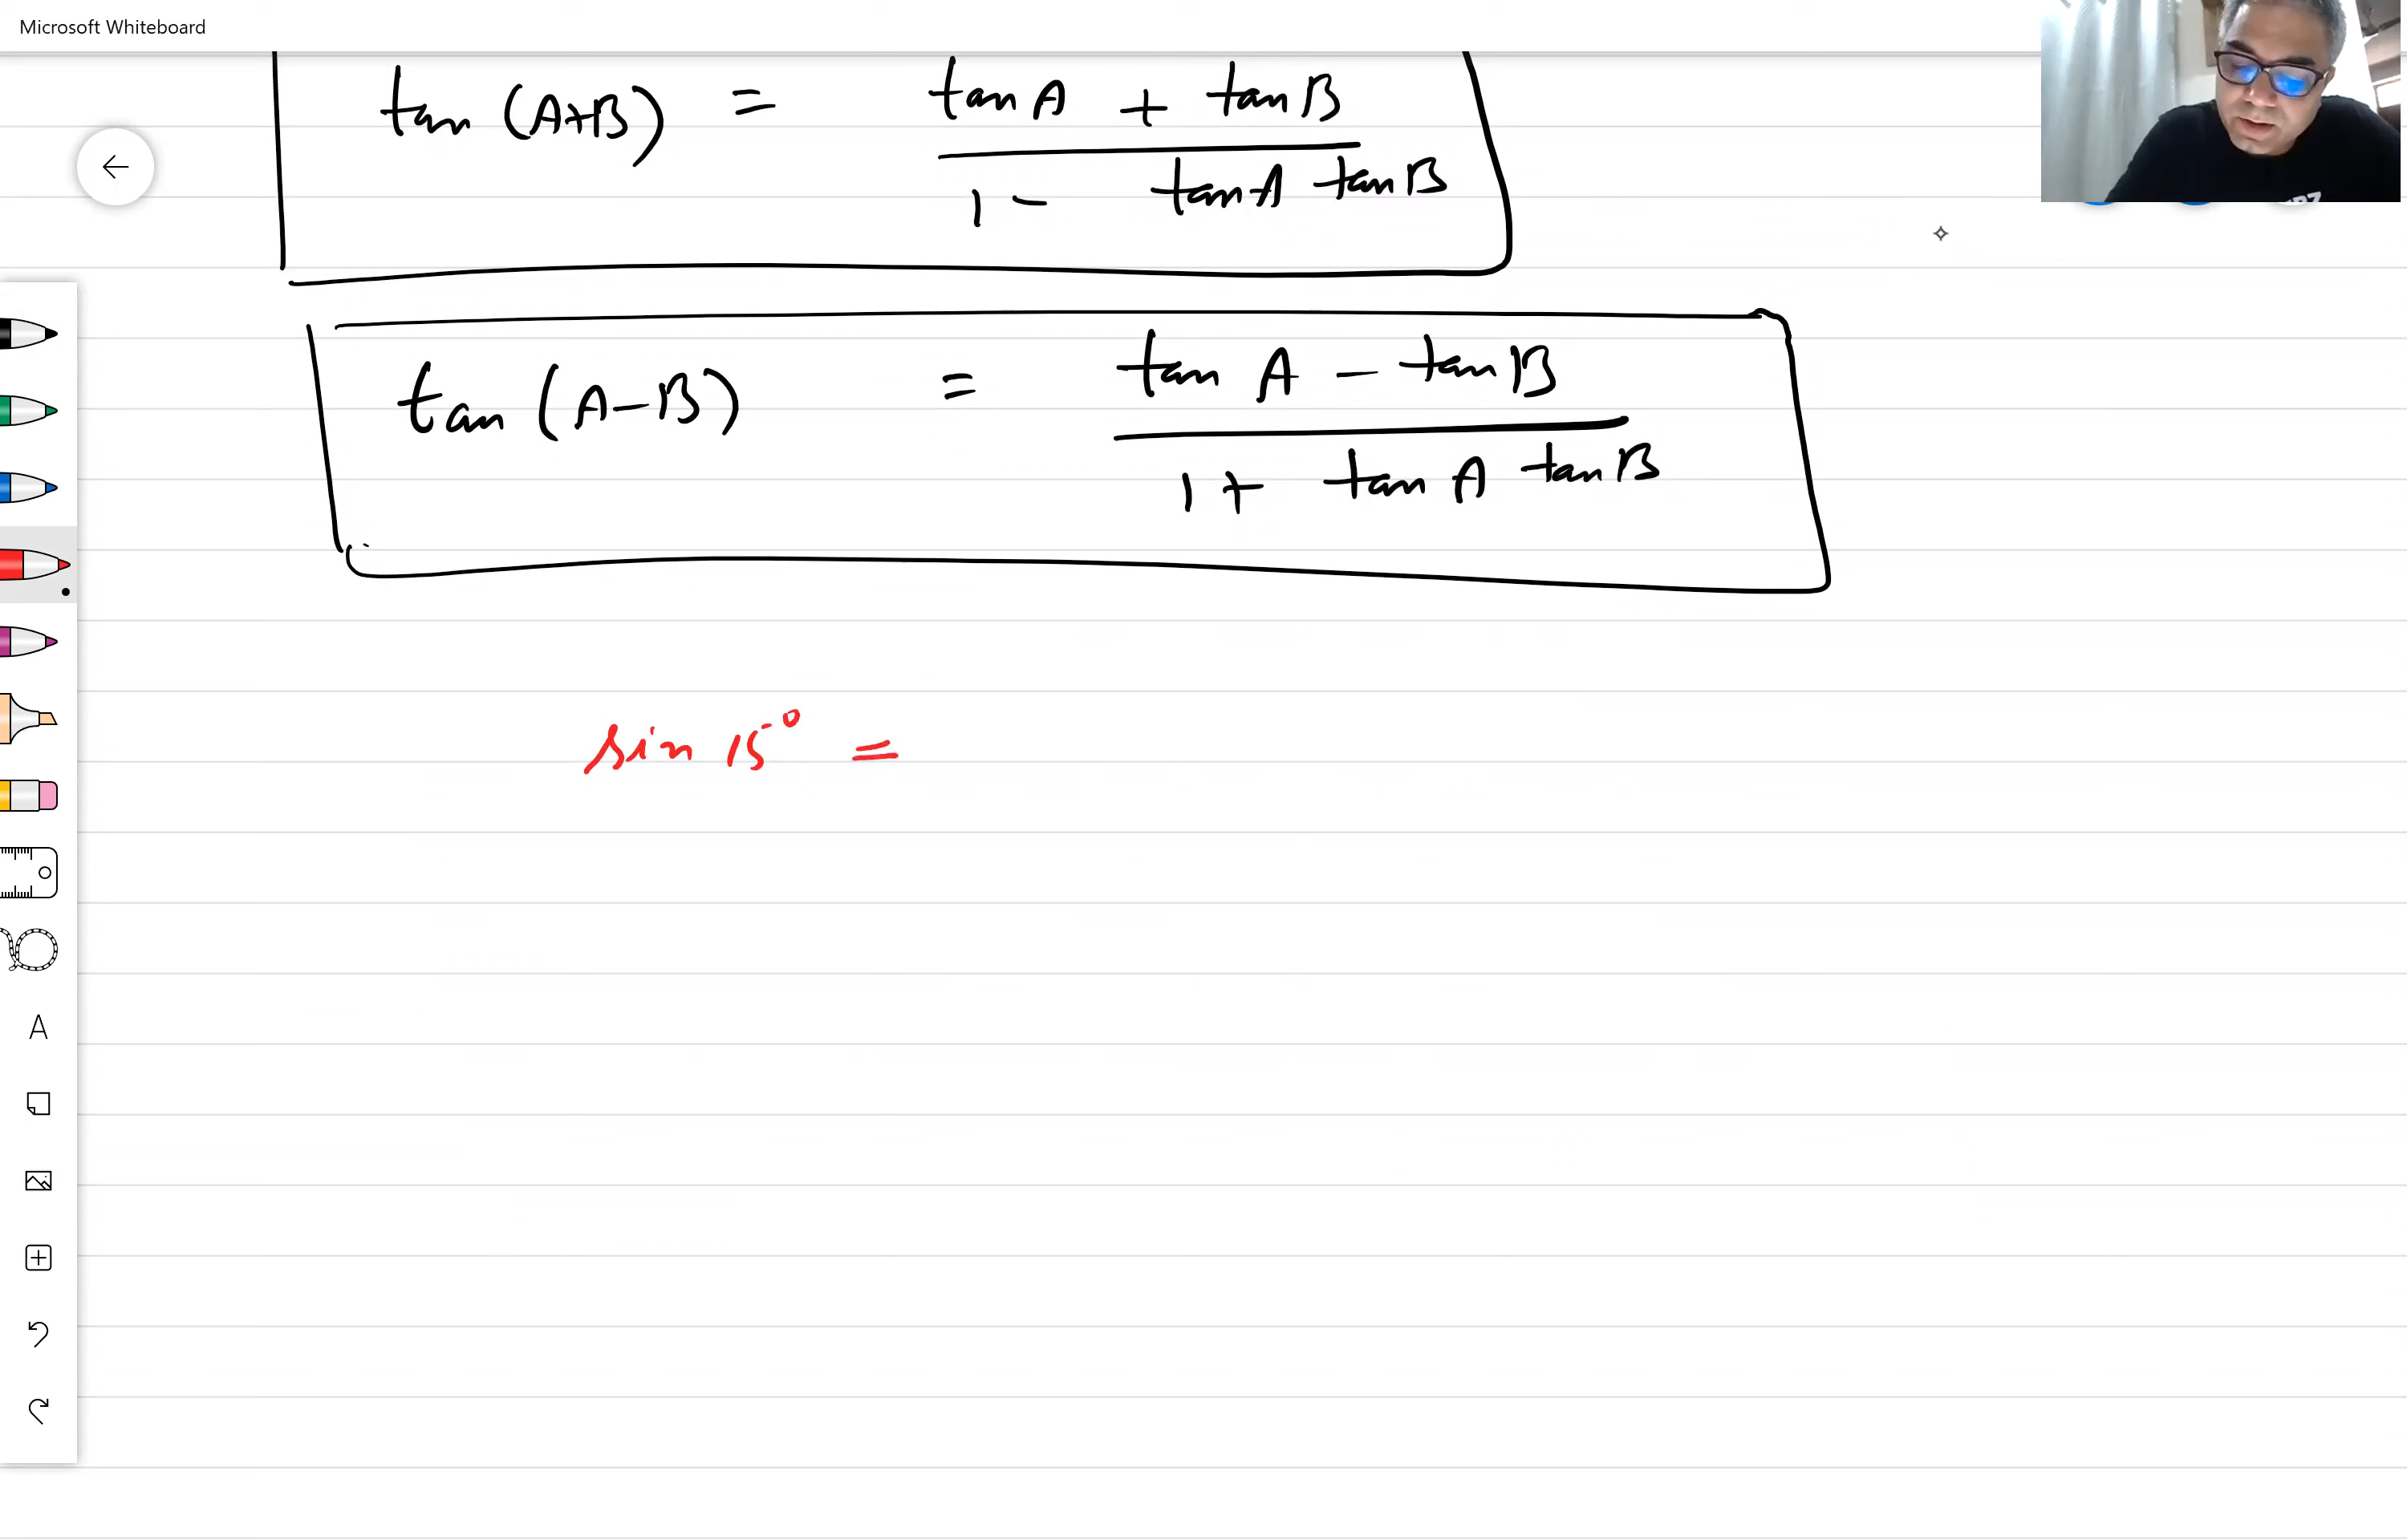 Microsoft Whiteboard
tan (A+B) = tan A + tan B
1 - tan A tan B
tan (A-B) = tan A - tan B
1 + tan A tan B
sin 15° =
A